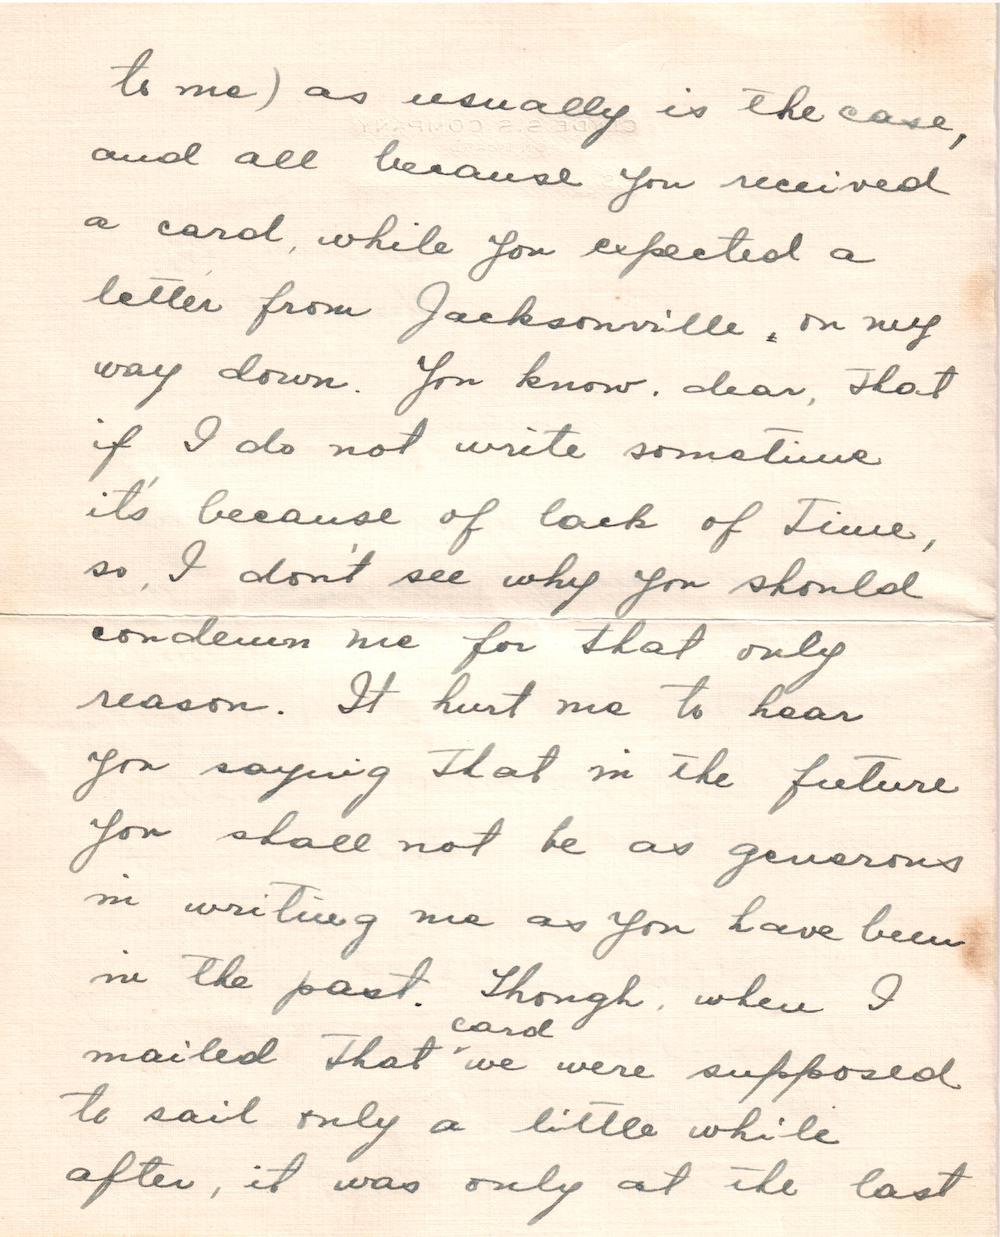 to me) as usually is the case,
and all because you received
a card, while you expected a
letter from Jacksonville, on my
way down. You know, dear, that
if I do not write sometime
it's because of lack of time,
so, I don't see why you should
condemn me for that only
reason. It hurt me to hear
you saying that in the future
you shall not be as generous
in writing me as you have been
in the past. Though, when I
card
mailed that we were supposed
to sail only a little while
after, it was only at the last